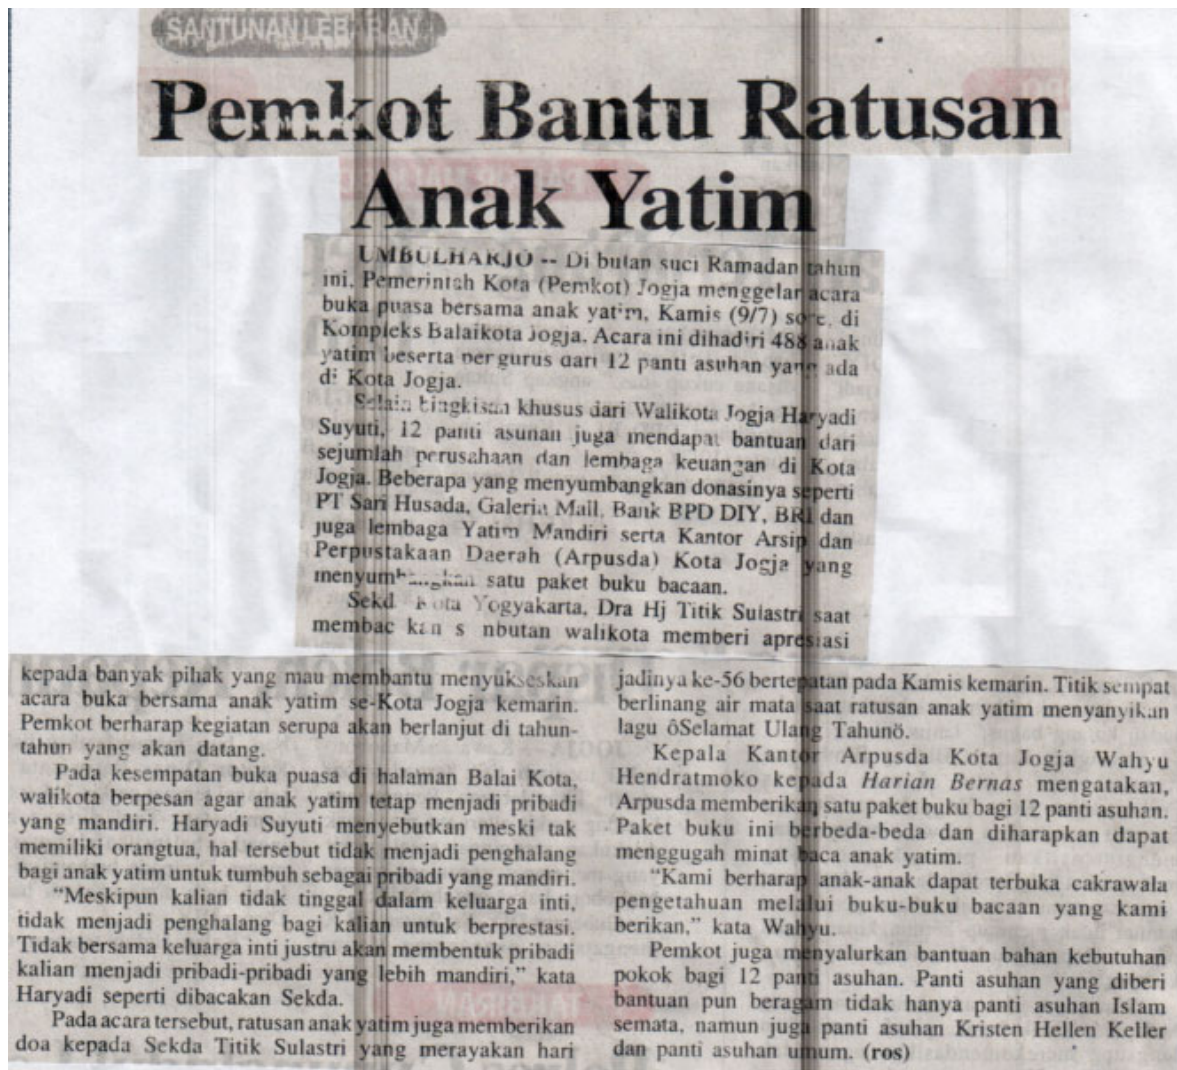 SANTUNAN LEBARAN
Pemkot Bantu Ratusan
Anak Yatim
UMBULHARJO -- Di bulan suci Ramadan tahun
ini, Pemerintah Kota (Pemkot) Jogja menggelar acara
buka puasa bersama anak yatim, Kamis (9/7) sore, di
Kompleks Balaikota Jogja. Acara ini dihadiri 488 anak
yatim beserta pengurus dari 12 panti asuhan yang ada
di Kota Jogja.
Selain bingkisan khusus dari Walikota Jogja Haryadi
Suyuti, 12 panti asuhan juga mendapat bantuan dari
sejumlah perusahaan dan lembaga keuangan di Kota
Jogja. Beberapa yang menyumbangkan donasinya seperti
PT Sari Husada, Galeria Mall, Bank BPD DIY, BRI dan
juga lembaga Yatim Mandiri serta Kantor Arsip dan
Perpustakaan Daerah (Arpusda) Kota Jogja yang
menyumbangkan satu paket buku bacaan.
Sekda Kota Yogyakarta, Dra Hj Titik Sulastri saat
membacakan sambutan walikota memberi apresiasi
kepada banyak pihak yang mau membantu menyukseskan
acara buka bersama anak yatim se-Kota Jogja kemarin.
Pemkot berharap kegiatan serupa akan berlanjut di tahun-
tahun yang akan datang.
Pada kesempatan buka puasa di halaman Balai Kota,
walikota berpesan agar anak yatim tetap menjadi pribadi
yang mandiri. Haryadi Suyuti menyebutkan meski tak
memiliki orangtua, hal tersebut tidak menjadi penghalang
bagi anak yatim untuk tumbuh sebagai pribadi yang mandiri.
“Meskipun kalian tidak tinggal dalam keluarga inti,
tidak menjadi penghalang bagi kalian untuk berprestasi.
Tidak bersama keluarga inti justru akan membentuk pribadi
kalian menjadi pribadi-pribadi yang lebih mandiri,” kata
Haryadi seperti dibacakan Sekda.
Pada acara tersebut, ratusan anak yatim juga memberikan
doa kepada Sekda Titik Sulastri yang merayakan hari
jadinya ke-56 bertepatan pada Kamis kemarin. Titik sempat
berlinang air mata saat ratusan anak yatim menyanyikan
lagu ôSelamat Ulang Tahunö.
Kepala Kantor Arpusda Kota Jogja Wahyu
Hendratmoko kepada Harian Bernas mengatakan,
Arpusda memberikan satu paket buku bagi 12 panti asuhan.
Paket buku ini berbeda-beda dan diharapkan dapat
menggugah minat baca anak yatim.
“Kami berharap anak-anak dapat terbuka cakrawala
pengetahuan melalui buku-buku bacaan yang kami
berikan,” kata Wahyu.
Pemkot juga menyalurkan bantuan bahan kebutuhan
pokok bagi 12 panti asuhan. Panti asuhan yang diberi
bantuan pun beragam tidak hanya panti asuhan Islam
semata, namun juga panti asuhan Kristen Hellen Keller
dan panti asuhan umum. (ros)